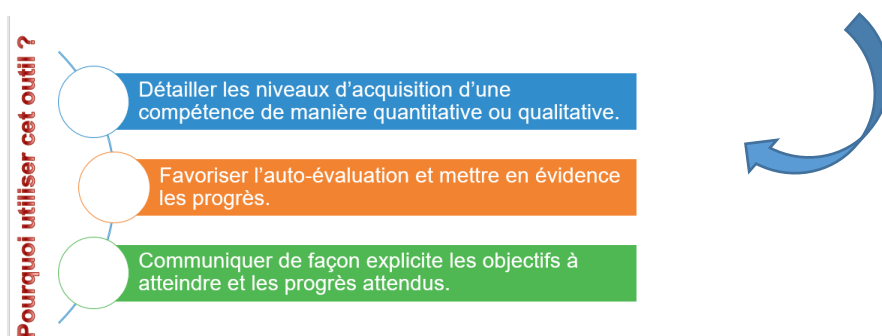 Pourquoi utiliser cet outil ?
Détailler les niveaux d'acquisition d'une
compétence de manière quantitative ou qualitative.
Favoriser l'auto-évaluation et mettre en évidence
les progrès.
Communiquer de façon explicite les objectifs à
atteindre et les progrès attendus.